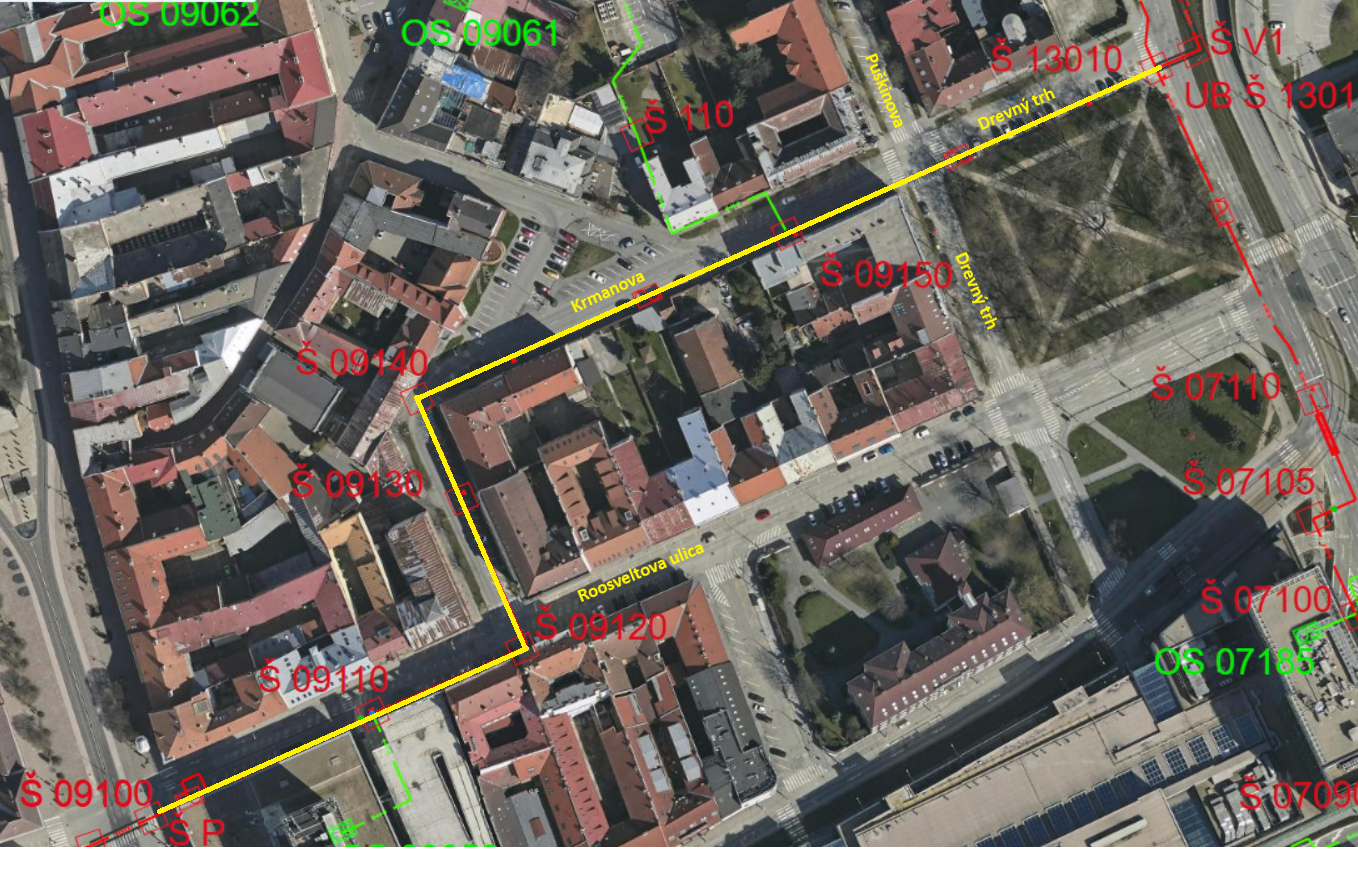 OS 09062
OS 09061
Š V1
Š 13010
UB Š 1301
Puškinova
Drevný trh
Š 110
Š 09150
Drevný trh
Krmanova
Š 09140
Š 07110
Š 09130
Š 07105
Roosveltova ulica
Š 07100
Š 09120
OS 07185
Š 09110
Š 09100
Š P
Š 07090